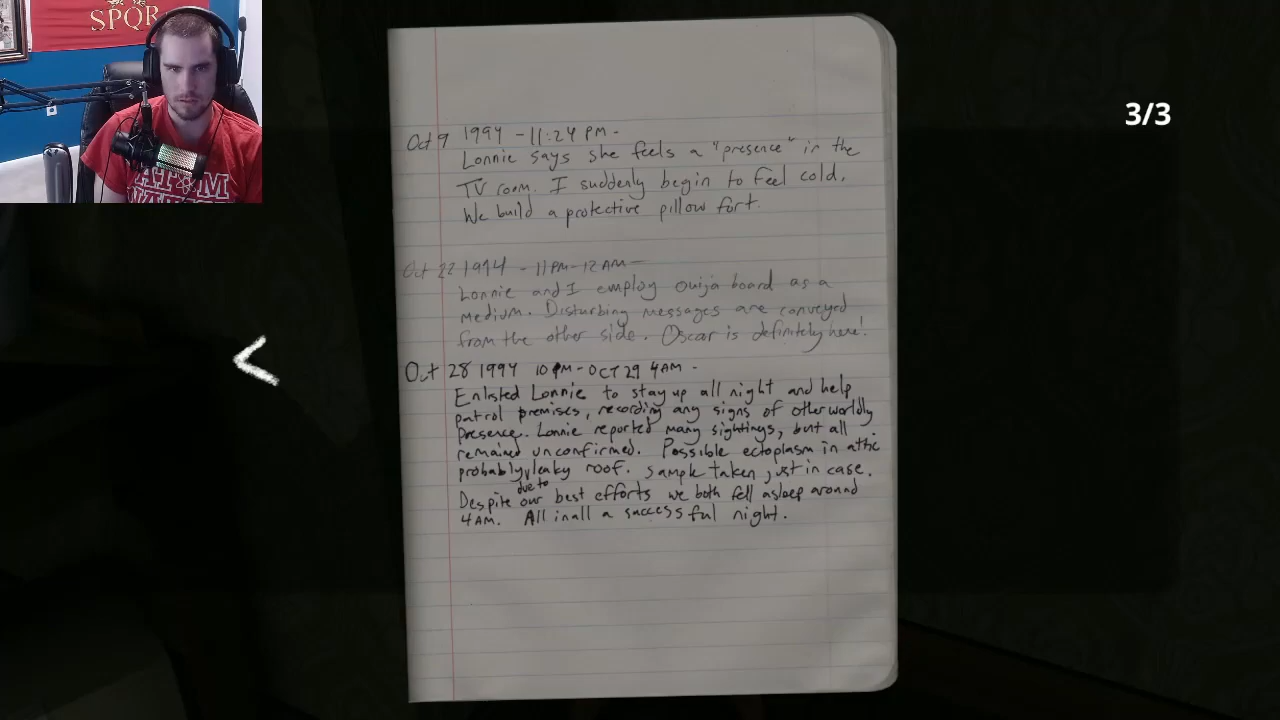 SPQR
ATOM
3/3
Oct 9 1994 - 11:24 PM -
Lonnie says she feels a "presence" in the
TV room. I suddenly begin to feel cold.
We build a protective pillow fort.
Oct 22 1994 - 11PM-12AM -
Lonnie and I employ ouija board as a
medium. Disturbing messages are conveyed
from the other side. Oscar is definitely here!
Oct 28 1994 10PM-OCT 29 4AM -
Enlisted Lonnie to stay up all night and help
patrol premises, recording any signs of otherworldly
presence. Lonnie reported many sightings, but all
remained unconfirmed. Possible ectoplasm in attic
probably due to leaky roof. Sample taken just in case.
Despite our best efforts we both fell asleep around
4AM. All in all a successful night.